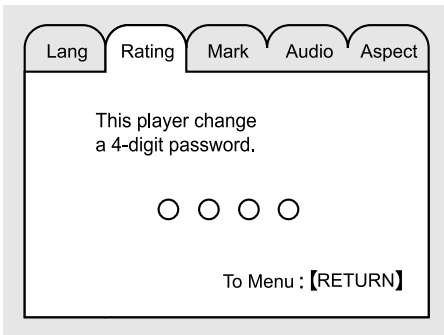 Lang Rating Mark Audio Aspect
This player change
a 4-digit password.
To Menu : 【RETURN】